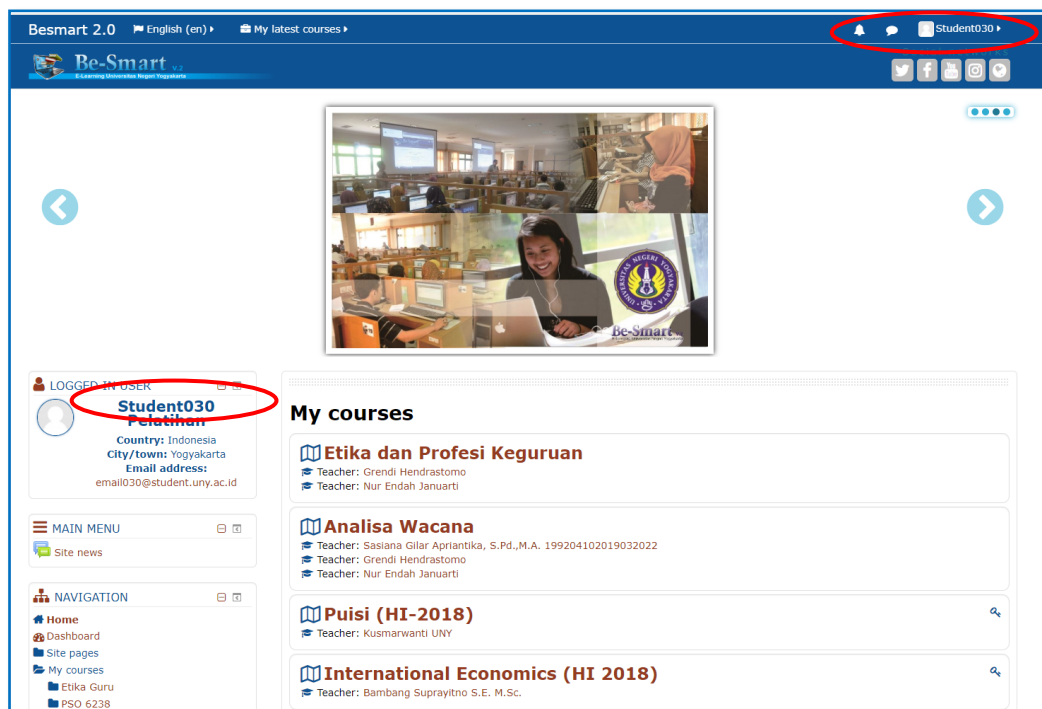 Besmart 2.0 English (en) My latest courses Student030
Be-Smart v.2
E-Learning Universitas Negeri Yogyakarta
UNIVERSITAS NEGERI YOGYAKARTA
Be-Smart
LOGGED IN USER
Student030
Pelatihan
Country: Indonesia
City/town: Yogyakarta
Email address:
email030@student.uny.ac.id
MAIN MENU
Site news
NAVIGATION
Home
Dashboard
Site pages
My courses
Etika Guru
PSO 6238
My courses
Etika dan Profesi Keguruan
Teacher: Grendi Hendrastomo
Teacher: Nur Endah Januarti
Analisa Wacana
Teacher: Sasiana Gilar Apriantika, S.Pd.,M.A. 199204102019032022
Teacher: Grendi Hendrastomo
Teacher: Nur Endah Januarti
Puisi (HI-2018)
Teacher: Kusmarwanti UNY
International Economics (HI 2018)
Teacher: Bambang Suprayitno S.E. M.Sc.